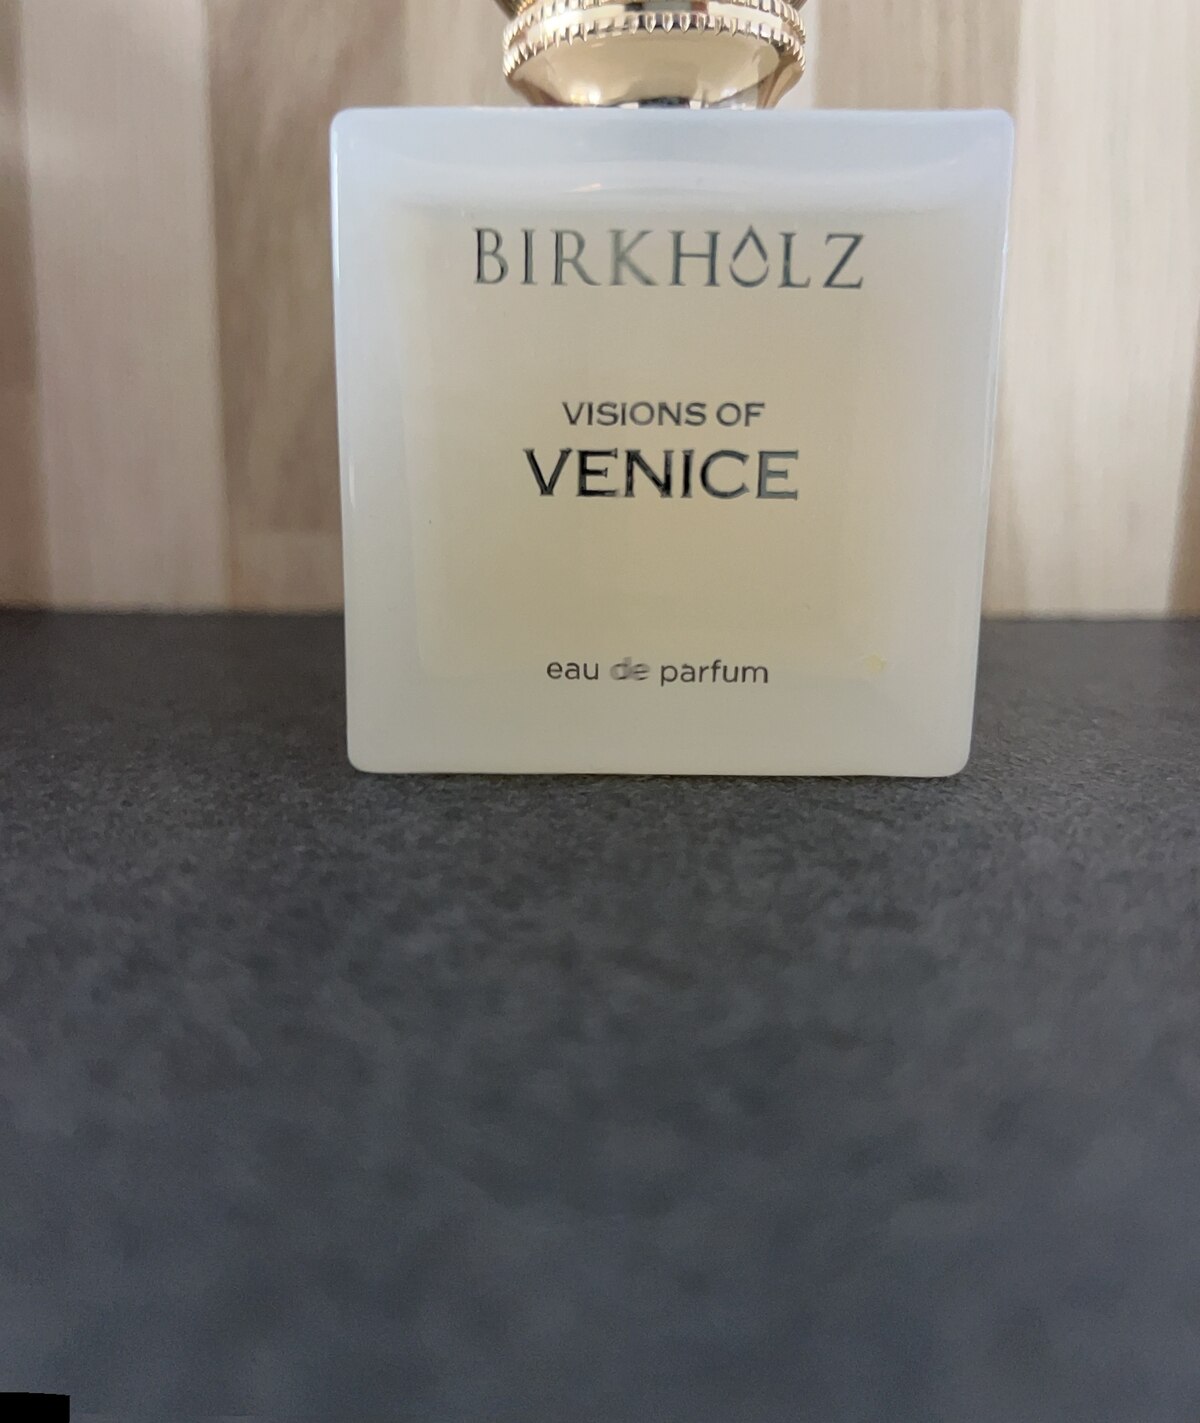 BIRKHOLZ
VISIONS OF
VENICE
eau de parfum